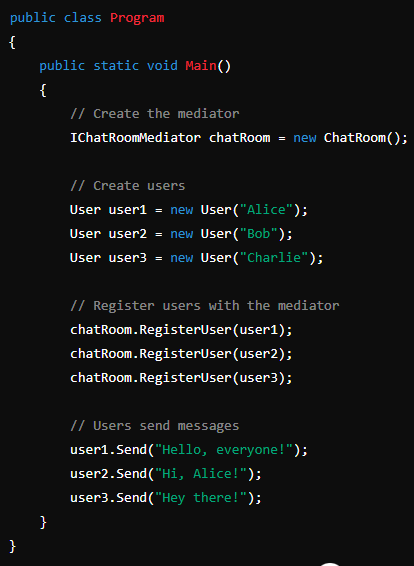 public class Program
{
    public static void Main()
    {
        // Create the mediator
        IChatRoomMediator chatRoom = new ChatRoom();

        // Create users
        User user1 = new User("Alice");
        User user2 = new User("Bob");
        User user3 = new User("Charlie");

        // Register users with the mediator
        chatRoom.RegisterUser(user1);
        chatRoom.RegisterUser(user2);
        chatRoom.RegisterUser(user3);

        // Users send messages
        user1.Send("Hello, everyone!");
        user2.Send("Hi, Alice!");
        user3.Send("Hey there!");
    }
}